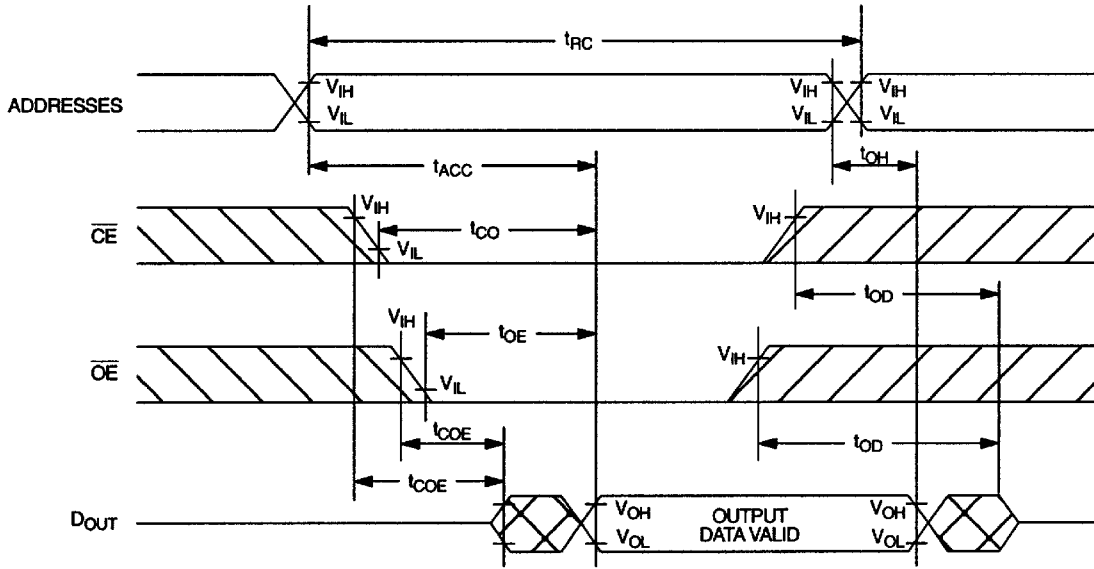 tRC
ADDRESSES
VIH
VIL
VIH
VIL
VIH
VIL
tACC
tOH
CE
VIH
VIL
tCO
VIH
tOD
OE
VIH
VIL
tOE
VIH
tCOE
tOD
tCOE
DOUT
VOH
VOL
OUTPUT
DATA VALID
VOH
VOL